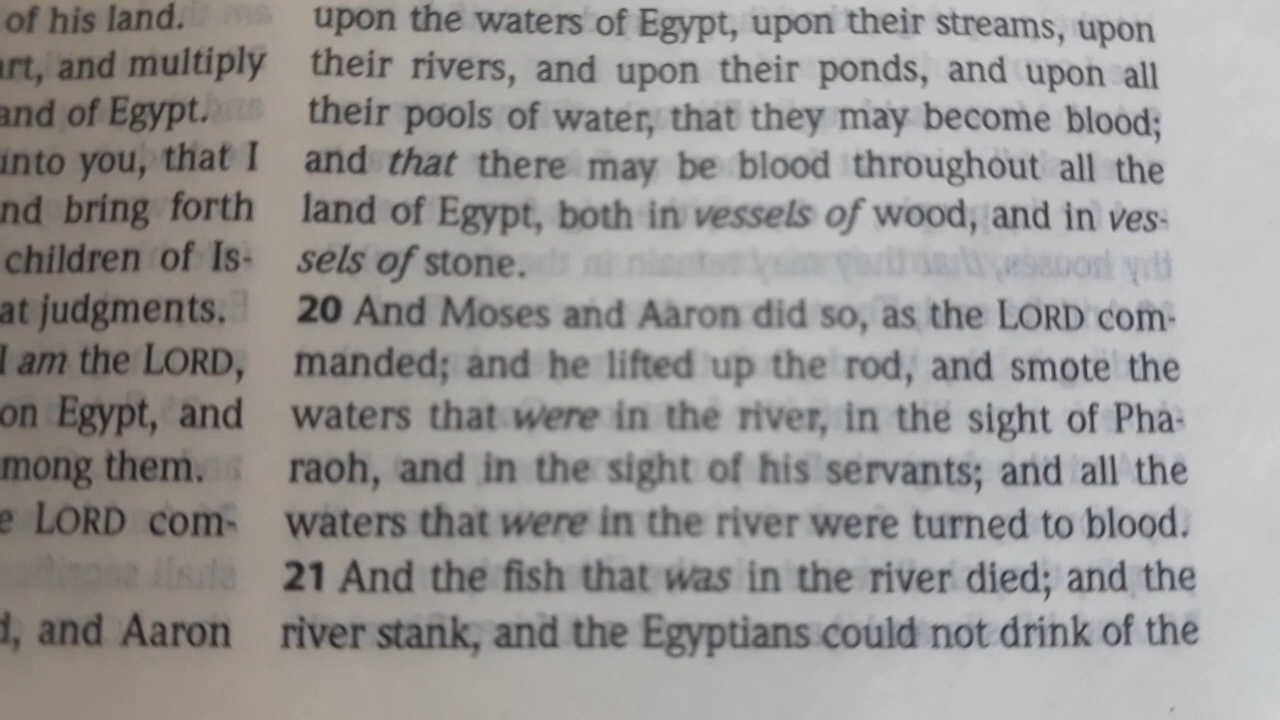 of his land.
and multiply
and of Egypt.
you, that I
bring forth
children of Is-
judgments.
am the LORD,
on Egypt, and
them.
LORD com-
and Aaron
upon the waters of Egypt, upon their streams, upon
their rivers, and upon their ponds, and upon all
their pools of water, that they may become blood;
and that there may be blood throughout all the
land of Egypt, both in vessels of wood, and in ves-
sels of stone.
20 And Moses and Aaron did so, as the LORD com-
manded; and he lifted up the rod, and smote the
waters that were in the river, in the sight of Pha-
raoh, and in the sight of his servants; and all the
waters that were in the river were turned to blood.
21 And the fish that was in the river died; and the
river stank, and the Egyptians could not drink of the